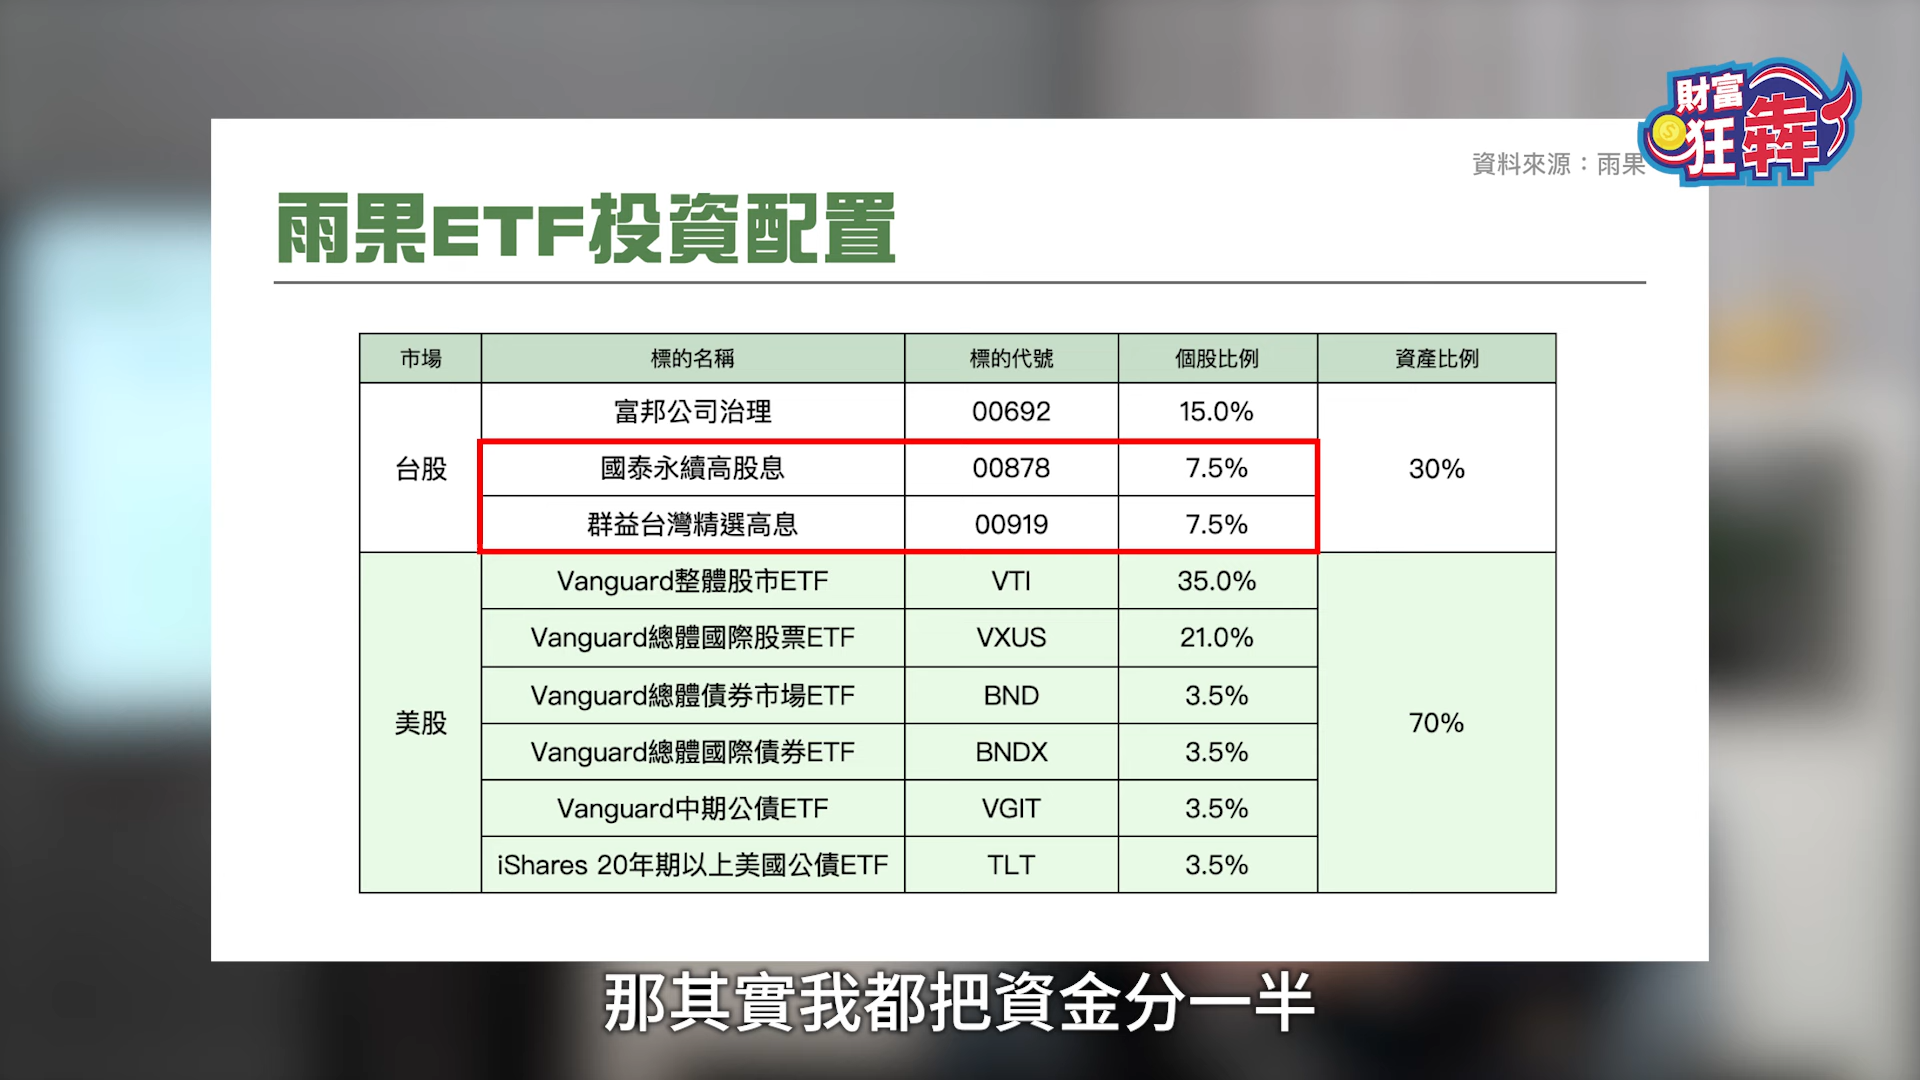 財富
狂犇
資料來源：雨果
雨果ETF投資配置
市場 標的名稱 標的代號 個股比例 資產比例
台股 富邦公司治理 00692 15.0% 30%
國泰永續高股息 00878 7.5%
群益台灣精選高息 00919 7.5%
美股 Vanguard整體股市ETF VTI 35.0% 70%
Vanguard總體國際股票ETF VXUS 21.0%
Vanguard總體債券市場ETF BND 3.5%
Vanguard總體國際債券ETF BNDX 3.5%
Vanguard中期公債ETF VGIT 3.5%
iShares 20年期以上美國公債ETF TLT 3.5%
那其實我都把資金分一半